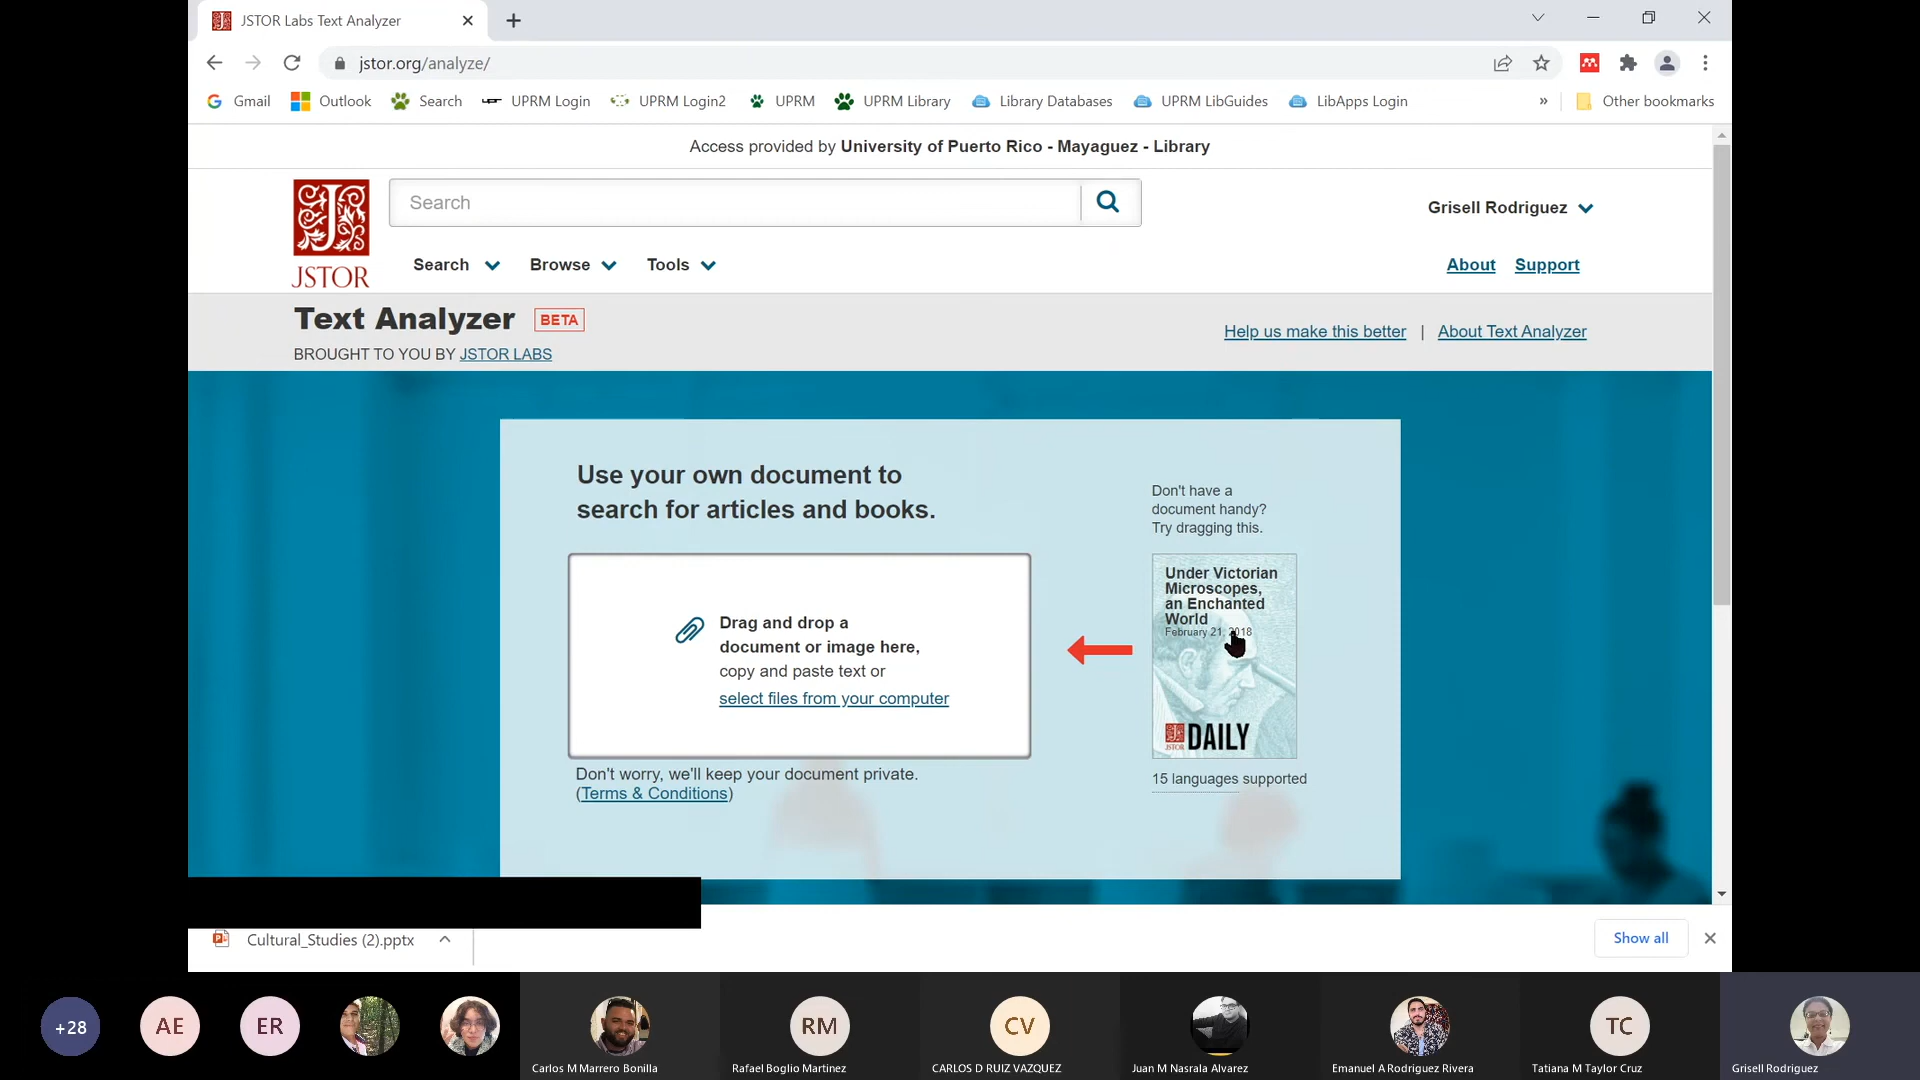 JSTOR Labs Text Analyzer
jstor.org/analyze/
Gmail Outlook Search UPRM Login UPRM Login2 UPRM UPRM Library Library Databases UPRM LibGuides LibApps Login » Other bookmarks
Access provided by University of Puerto Rico - Mayaguez - Library
JSTOR
Search
Grisell Rodriguez
Search Browse Tools
About Support
Text Analyzer BETA
BROUGHT TO YOU BY JSTOR LABS
Help us make this better | About Text Analyzer
Use your own document to
search for articles and books.
Drag and drop a
document or image here,
copy and paste text or
select files from your computer
Don't worry, we'll keep your document private.
(Terms & Conditions)
Don't have a
document handy?
Try dragging this.
Under Victorian
Microscopes,
an Enchanted
World
February 21, 2018
JSTOR DAILY
15 languages supported
Cultural_Studies (2).pptx
Show all
+28
AE
ER
RM
CV
TC
Carlos M Marrero Bonilla
Rafael Boglio Martinez
CARLOS D RUIZ VAZQUEZ
Juan M Nasrala Alvarez
Emanuel A Rodriguez Rivera
Tatiana M Taylor Cruz
Grisell Rodriguez